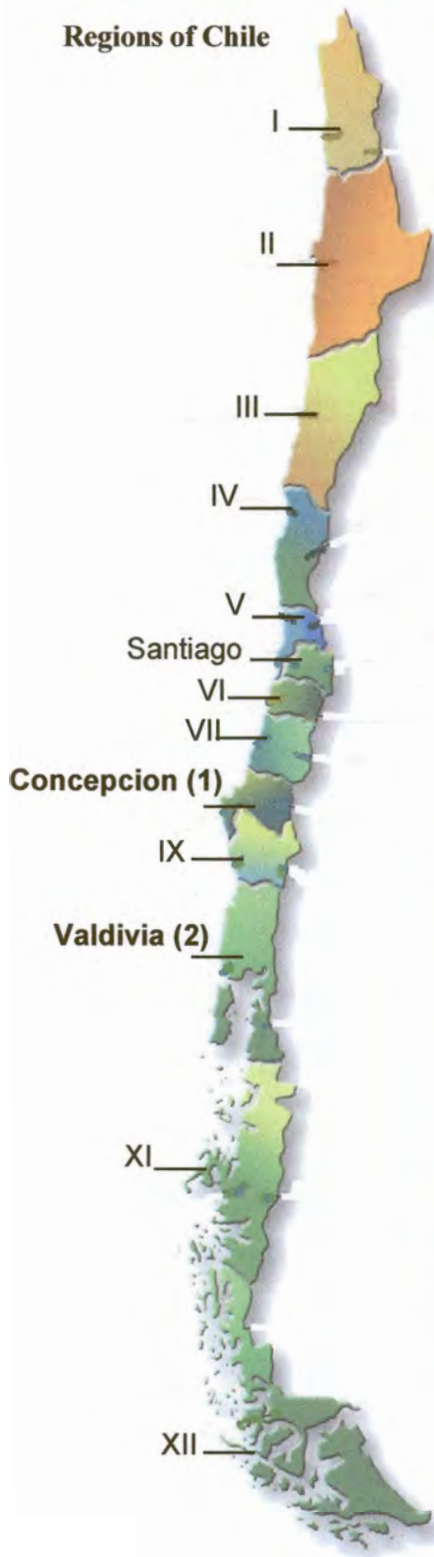 Regions of Chile
I
II
III
IV
V
Santiago
VI
VII
Concepcion (1)
IX
Valdivia (2)
XI
XII